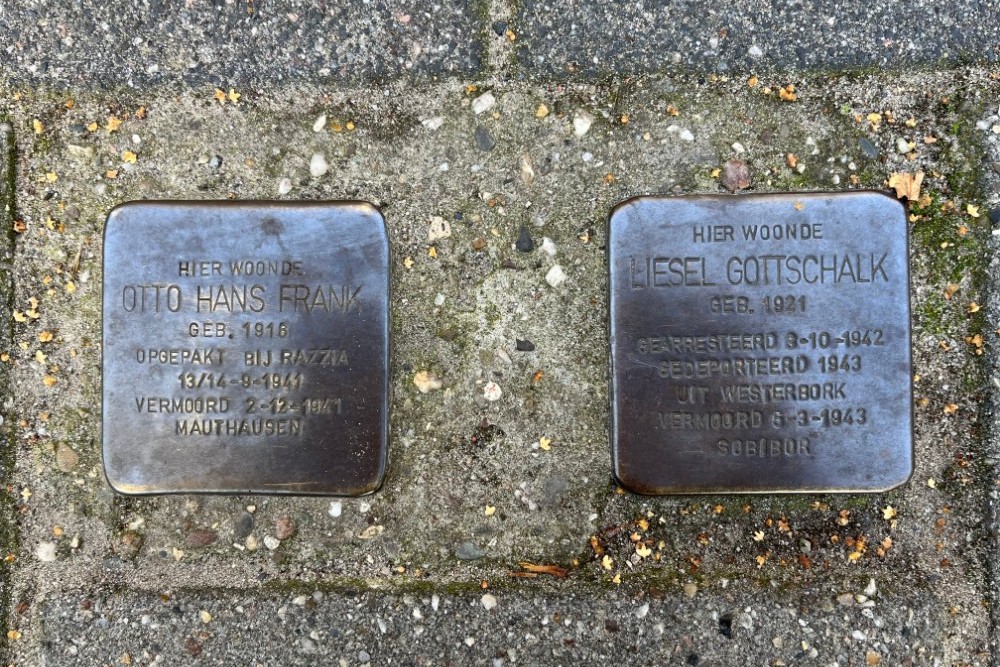 HIER WOONDE
OTTO HANS FRANK
GEB. 1916
OPGEPAKT BIJ RAZZIA
13/14-9-1941
VERMOORD 2-12-1941
MAUTHAUSEN
HIER WOONDE
LIESEL GOTTSCHALK
GEB. 1921
GEARRESTEERD 8-10-1942
GEDEPORTEERD 1943
UIT WESTERBORK
VERMOORD 5-3-1943
SOBIBOR